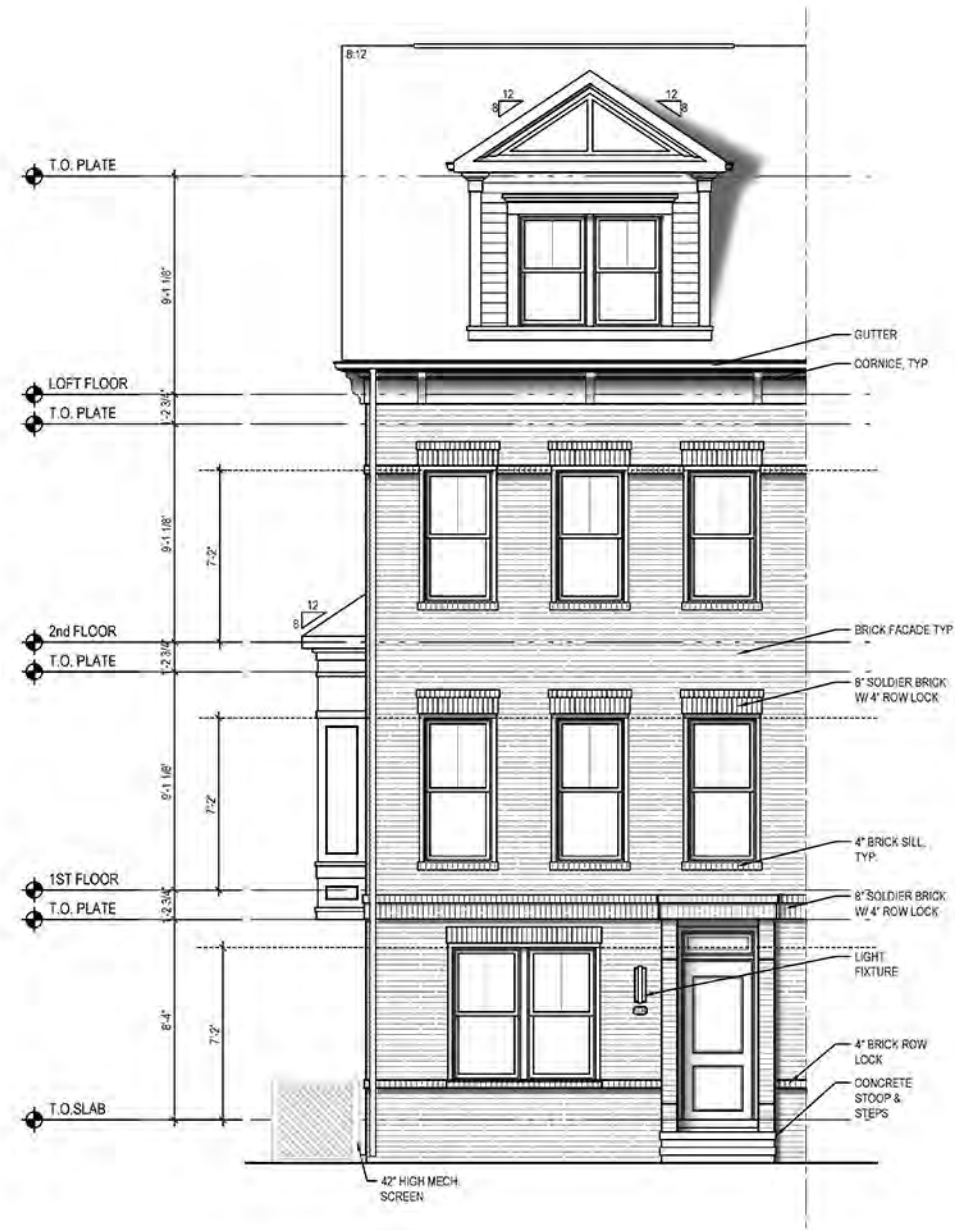 8:12
12
8
12
8
T.O. PLATE
9'-1 1/8"
GUTTER
CORNICE, TYP
LOFT FLOOR
1'-2 3/4"
T.O. PLATE
9'-1 1/8"
7'-2"
12
8
2nd FLOOR
1'-2 3/4"
T.O. PLATE
BRICK FACADE TYP
8" SOLDIER BRICK
W/ 4" ROW LOCK
9'-1 1/8"
7'-2"
4" BRICK SILL,
TYP.
1ST FLOOR
1'-2 3/4"
T.O. PLATE
8" SOLDIER BRICK
W/ 4" ROW LOCK
LIGHT
FIXTURE
8'-4"
7'-2"
4" BRICK ROW
LOCK
CONCRETE
STOOP &
STEPS
T.O.SLAB
42" HIGH MECH.
SCREEN